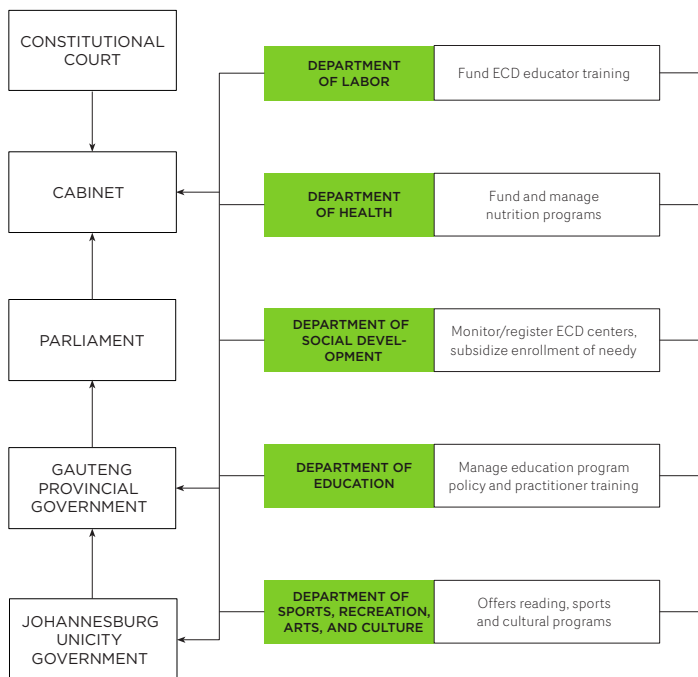 CONSTITUTIONAL
COURT
CABINET
PARLIAMENT
GAUTENG
PROVINCIAL
GOVERNMENT
JOHANNESBURG
UNICITY
GOVERNMENT
DEPARTMENT
OF LABOR
Fund ECD educator training
DEPARTMENT
OF HEALTH
Fund and manage
nutrition programs
DEPARTMENT OF
SOCIAL DEVEL-
OPMENT
Monitor/register ECD centers,
subsidize enrollment of needy
DEPARTMENT OF
EDUCATION
Manage education program
policy and practitioner training
DEPARTMENT OF
SPORTS, RECREATION,
ARTS, AND CULTURE
Offers reading, sports
and cultural programs